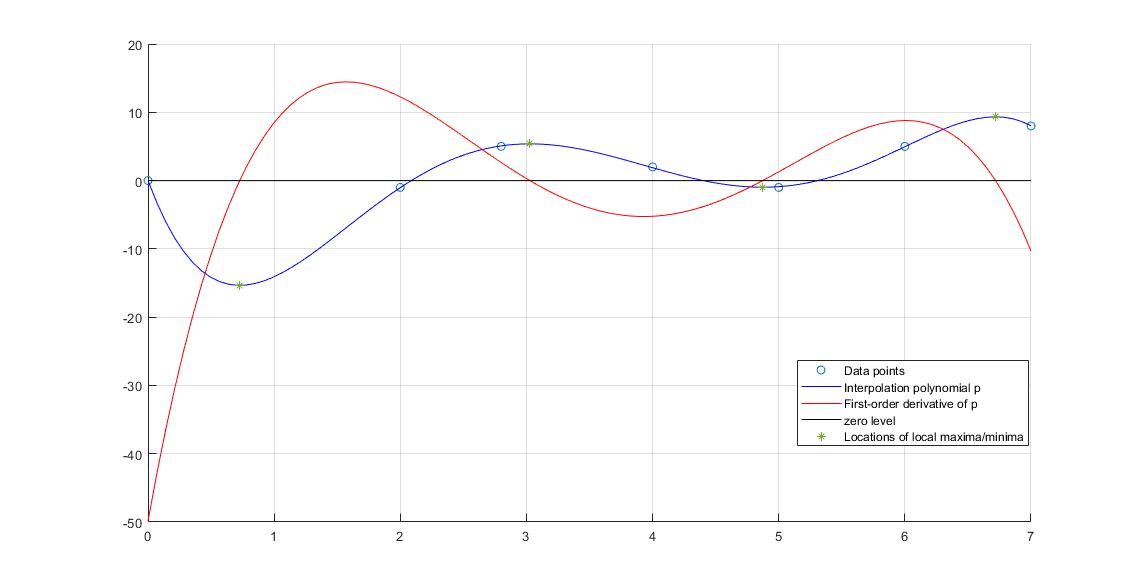 20
10
0
-10
-20
-30
-40
-50
0 1 2 3 4 5 6 7
Data points
Interpolation polynomial p
First-order derivative of p
zero level
Locations of local maxima/minima